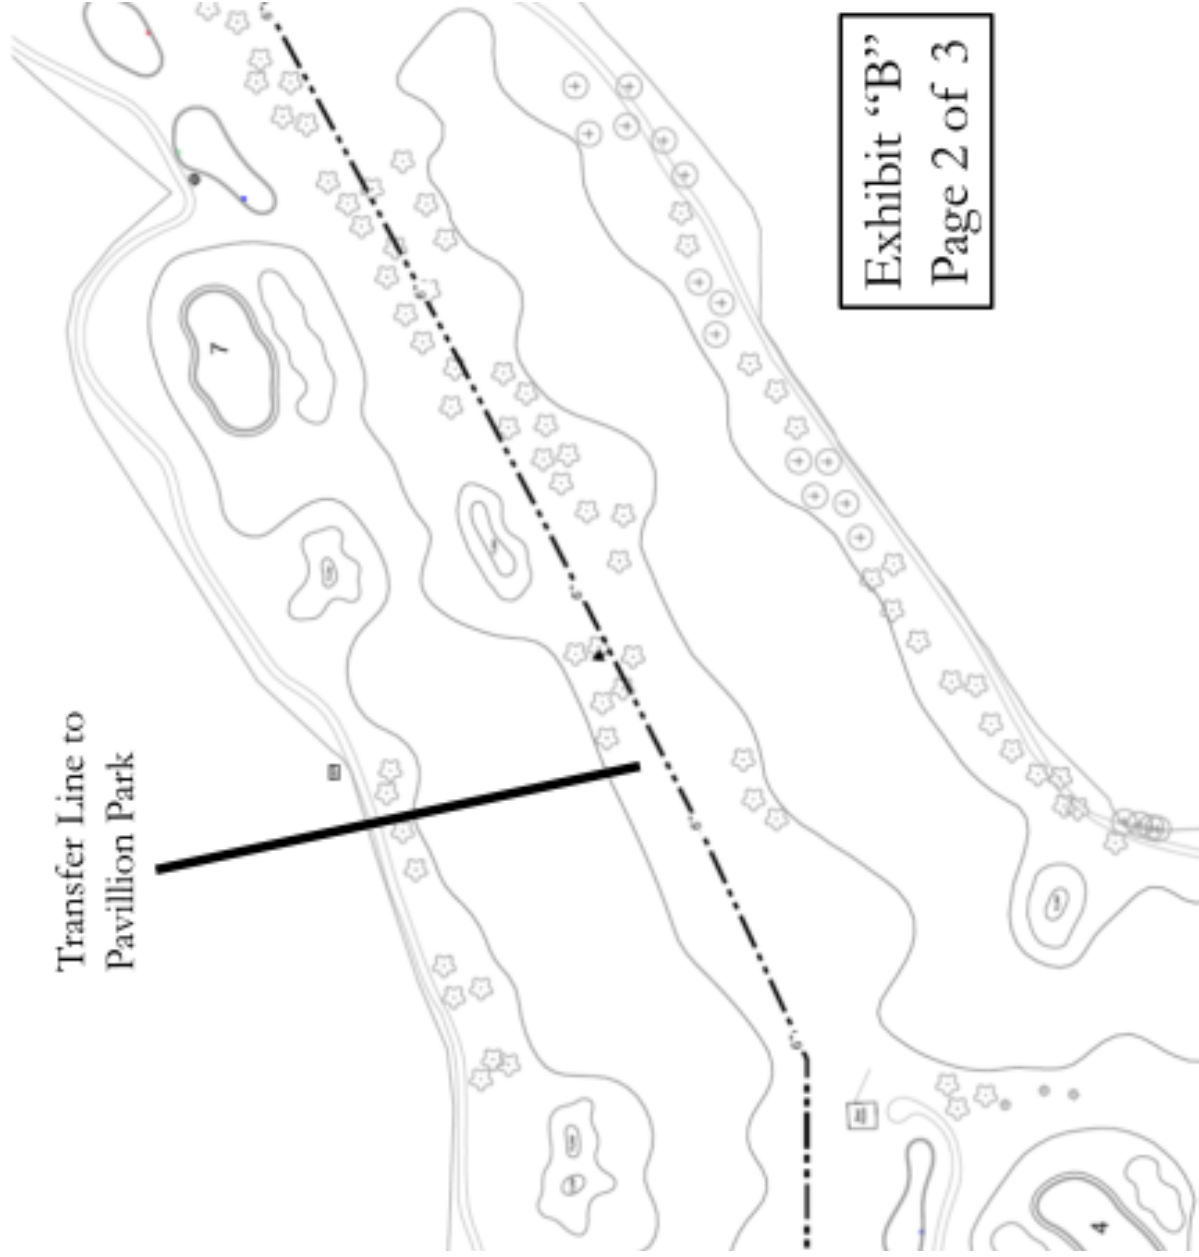 Exhibit “B”
Page 2 of 3
Transfer Line to
Pavillion Park
7
4